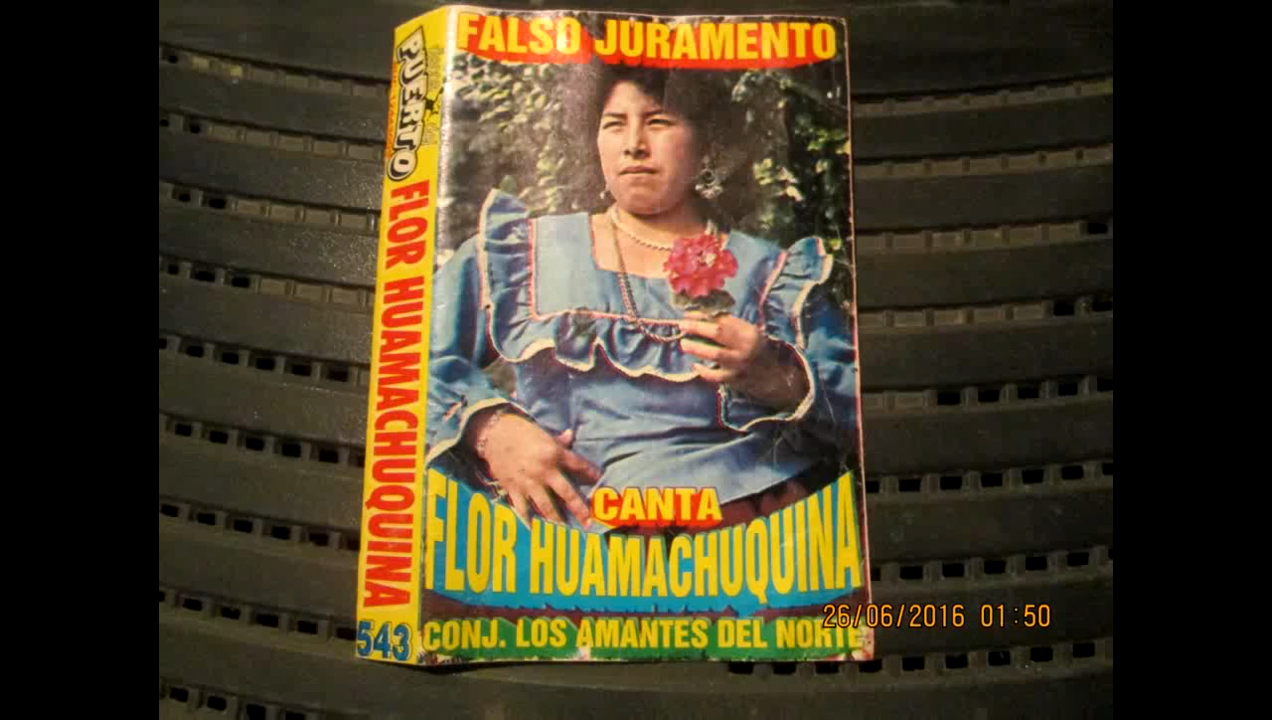 FALSO JURAMENTO
PUERTO
FLOR HUAMACHUQUINA
543
CANTA
FLOR HUAMACHUQUINA
CONJ. LOS AMANTES DEL NORTE
26/06/2016 01:50